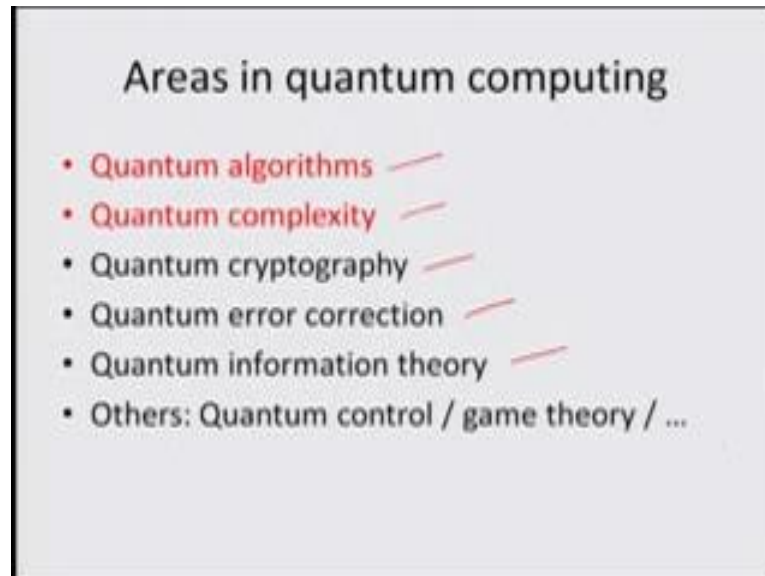 Areas in quantum computing
• Quantum algorithms
• Quantum complexity
• Quantum cryptography
• Quantum error correction
• Quantum information theory
• Others: Quantum control / game theory / ...